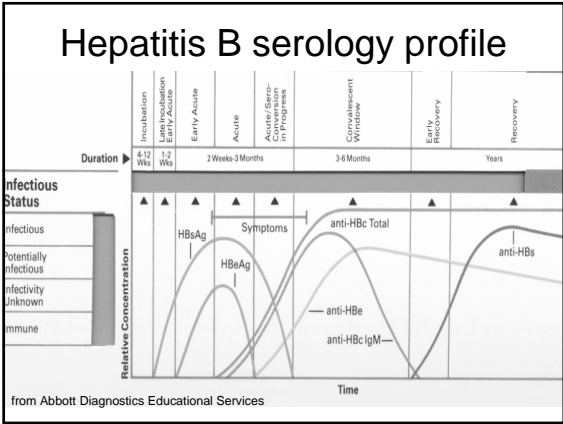 Hepatitis B serology profile
Incubation
Late Incubation
Early Acute
Early Acute
Acute
Acute/Sero-
Conversion
in Progress
Convalescent
Window
Early
Recovery
Recovery
Duration
4-12
Wks
1-2
Wks
2 Weeks-3 Months
3-6 Months
Years
Infectious
Status
Infectious
Potentially
Infectious
Infectivity
Unknown
Immune
Relative Concentration
Symptoms
HBsAg
HBeAg
anti-HBc Total
anti-HBs
anti-HBe
anti-HBc IgM
Time
from Abbott Diagnostics Educational Services